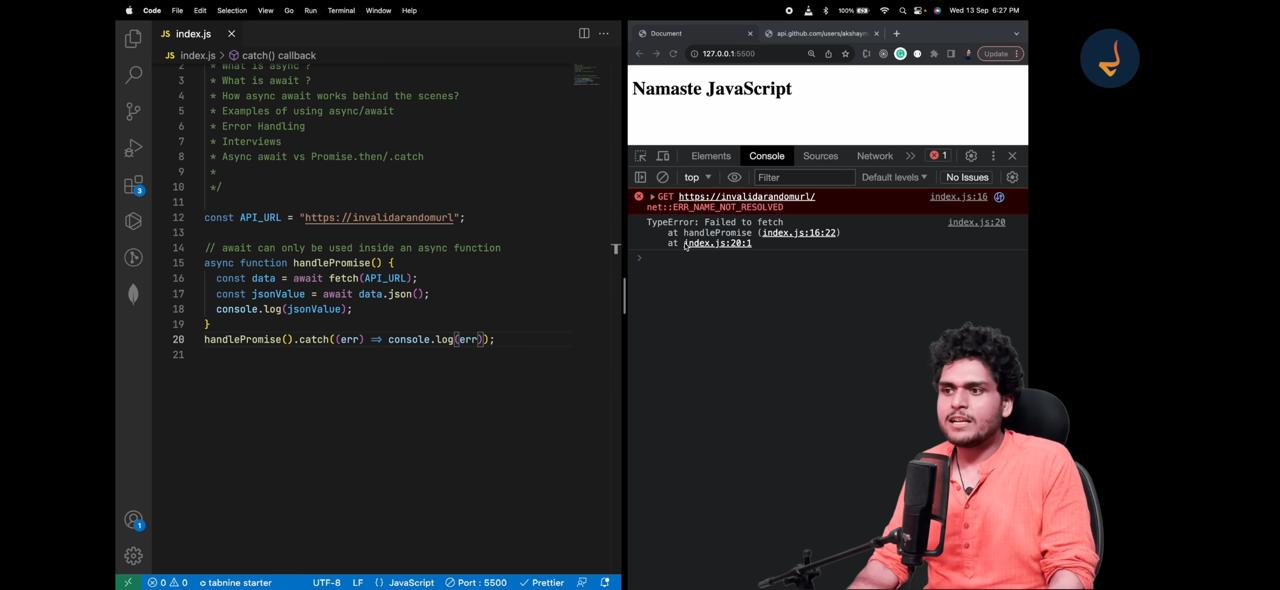 Code File Edit Selection View Go Run Terminal Window Help
100% Wed 13 Sep 6:27 PM
JS index.js
JS index.js > catch() callback
2 * What is async ?
3 * What is await ?
4 * How async await works behind the scenes?
5 * Examples of using async/await
6 * Error Handling
7 * Interviews
8 * Async await vs Promise.then/.catch
9 *
10 */
11
12 const API_URL = "https://invalidarandomurl";
13
14 // await can only be used inside an async function
15 async function handlePromise() {
16 const data = await fetch(API_URL);
17 const jsonValue = await data.json();
18 console.log(jsonValue);
19 }
20 handlePromise().catch((err) => console.log(err));
21
3
1
0 0 tabnine starter UTF-8 LF {} JavaScript Port : 5500 Prettier
Document api.github.com/users/akshaym
127.0.0.1:5500 Update
Namaste JavaScript
Elements Console Sources Network 1
top Filter Default levels No Issues
GET https://invalidarandomurl/ index.js:16
net::ERR_NAME_NOT_RESOLVED
TypeError: Failed to fetch index.js:20
at handlePromise (index.js:16:22)
at index.js:20:1